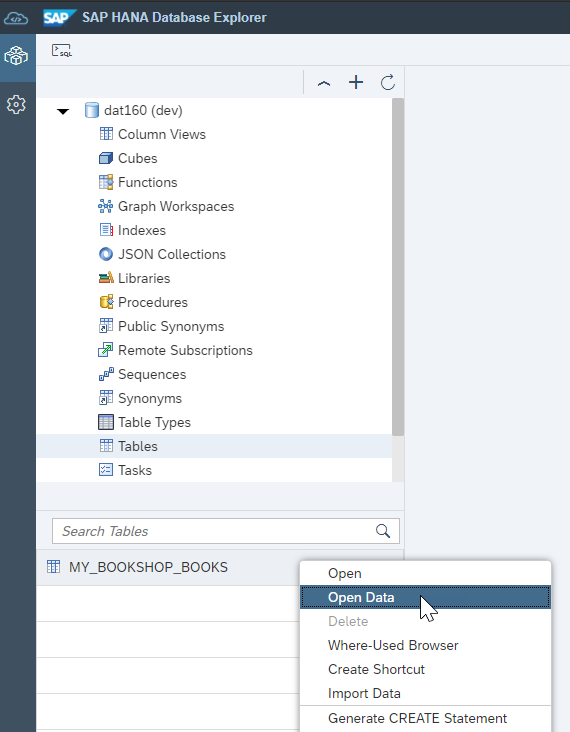 SAP SAP HANA Database Explorer
SQL
dat160 (dev)
Column Views
Cubes
Functions
Graph Workspaces
Indexes
JSON Collections
Libraries
Procedures
Public Synonyms
Remote Subscriptions
Sequences
Synonyms
Table Types
Tables
Tasks
Search Tables
MY_BOOKSHOP_BOOKS
Open
Open Data
Delete
Where-Used Browser
Create Shortcut
Import Data
Generate CREATE Statement